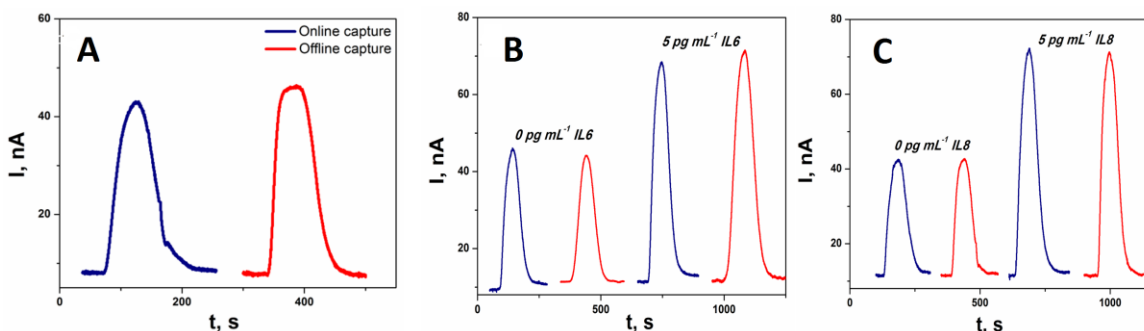 A
Online capture
Offline capture
I, nA
60
40
20
0
200
400
t, s
B
5 pg mL⁻¹ IL6
0 pg mL⁻¹ IL6
I, nA
80
60
40
20
0
500
1000
t, s
C
5 pg mL⁻¹ IL8
0 pg mL⁻¹ IL8
I, nA
80
60
40
20
0
500
1000
t, s